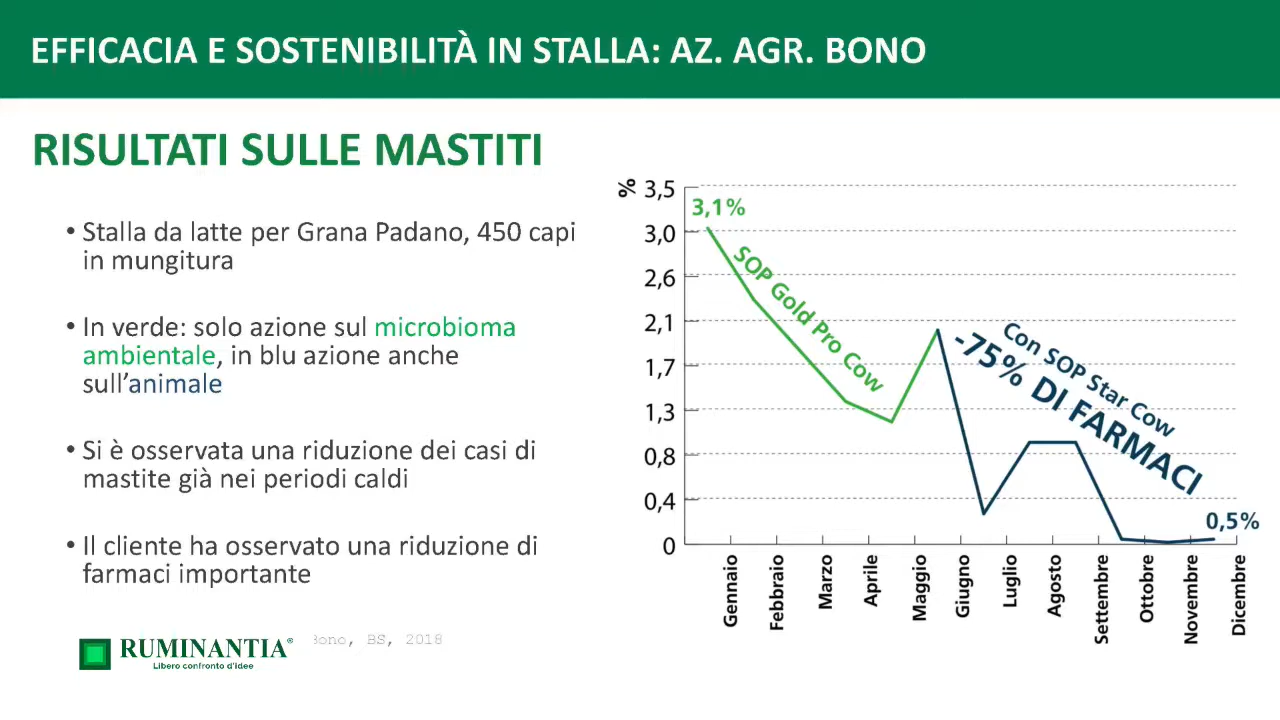 EFFICACIA E SOSTENIBILITÀ IN STALLA: AZ. AGR. BONO
RISULTATI SULLE MASTITI
• Stalla da latte per Grana Padano, 450 capi
in mungitura
• In verde: solo azione sul microbioma
ambientale, in blu azione anche
sull'animale
• Si è osservata una riduzione dei casi di
mastite già nei periodi caldi
• Il cliente ha osservato una riduzione di
farmaci importante
%
3,5
3,0
2,6
2,1
1,7
1,3
0,8
0,4
0
3,1%
SOP Gold Pro Cow
Con SOP Star Cow
-75% DI FARMACI
0,5%
Gennaio
Febbraio
Marzo
Aprile
Maggio
Giugno
Luglio
Agosto
Settembre
Ottobre
Novembre
Dicembre
RUMINANTIA®
Libero confronto d'idee
Bono, BS, 2018